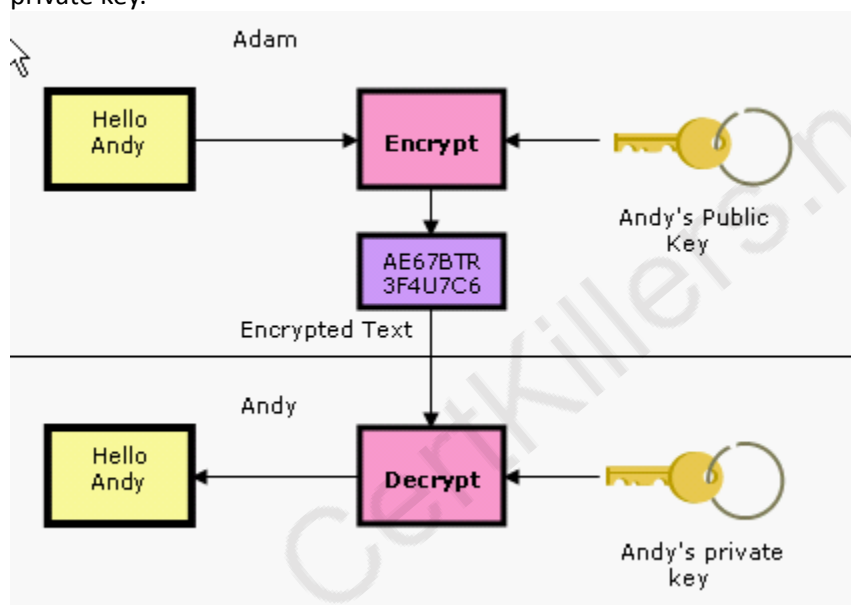 private key.
Adam
Hello
Andy
Encrypt
Andy's Public
Key
AE67BTR
3F4U7C6
Encrypted Text
Andy
Hello
Andy
Decrypt
Andy's private
key
CertKillers.n